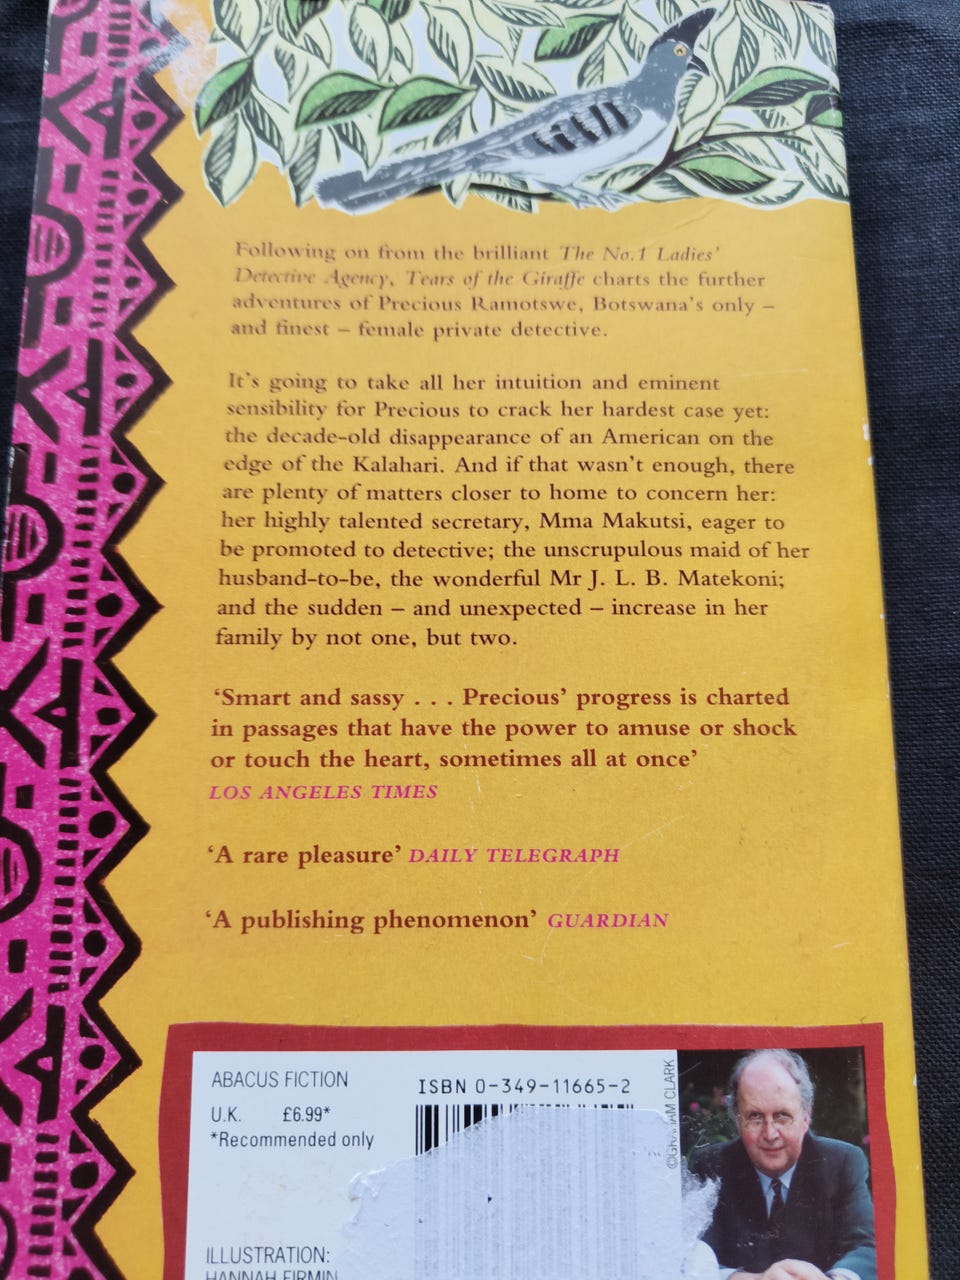 Following on from the brilliant The No.1 Ladies'
Detective Agency, Tears of the Giraffe charts the further
adventures of Precious Ramotswe, Botswana's only –
and finest – female private detective.
It's going to take all her intuition and eminent
sensibility for Precious to crack her hardest case yet:
the decade-old disappearance of an American on the
edge of the Kalahari. And if that wasn't enough, there
are plenty of matters closer to home to concern her:
her highly talented secretary, Mma Makutsi, eager to
be promoted to detective; the unscrupulous maid of her
husband-to-be, the wonderful Mr J. L. B. Matekoni;
and the sudden – and unexpected – increase in her
family by not one, but two.
‘Smart and sassy . . . Precious’ progress is charted
in passages that have the power to amuse or shock
or touch the heart, sometimes all at once’
LOS ANGELES TIMES
‘A rare pleasure’ DAILY TELEGRAPH
‘A publishing phenomenon’ GUARDIAN
ABACUS FICTION
U.K. £6.99*
*Recommended only
ISBN 0-349-11665-2
CLARK
ILLUSTRATION:
HANNAH FIRMIN